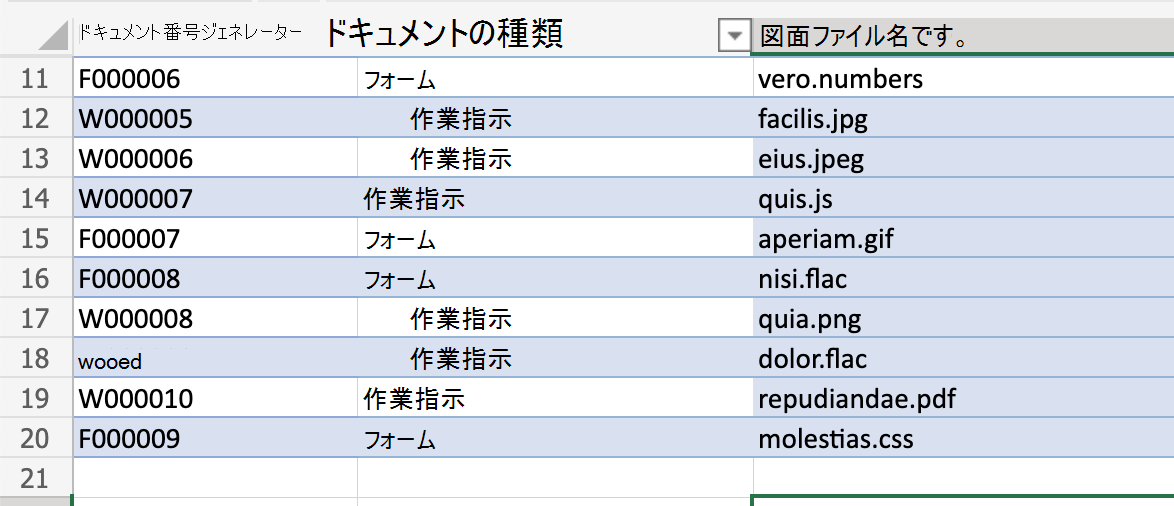 ドキュメント番号ジェネレーター ドキュメントの種類 図面ファイル名です。
11 F000006 フォーム vero.numbers
12 W000005 作業指示 facilis.jpg
13 W000006 作業指示 eius.jpeg
14 W000007 作業指示 quis.js
15 F000007 フォーム aperiam.gif
16 F000008 フォーム nisi.flac
17 W000008 作業指示 quia.png
18 wooed 作業指示 dolor.flac
19 W000010 作業指示 repudiandae.pdf
20 F000009 フォーム molestias.css
21